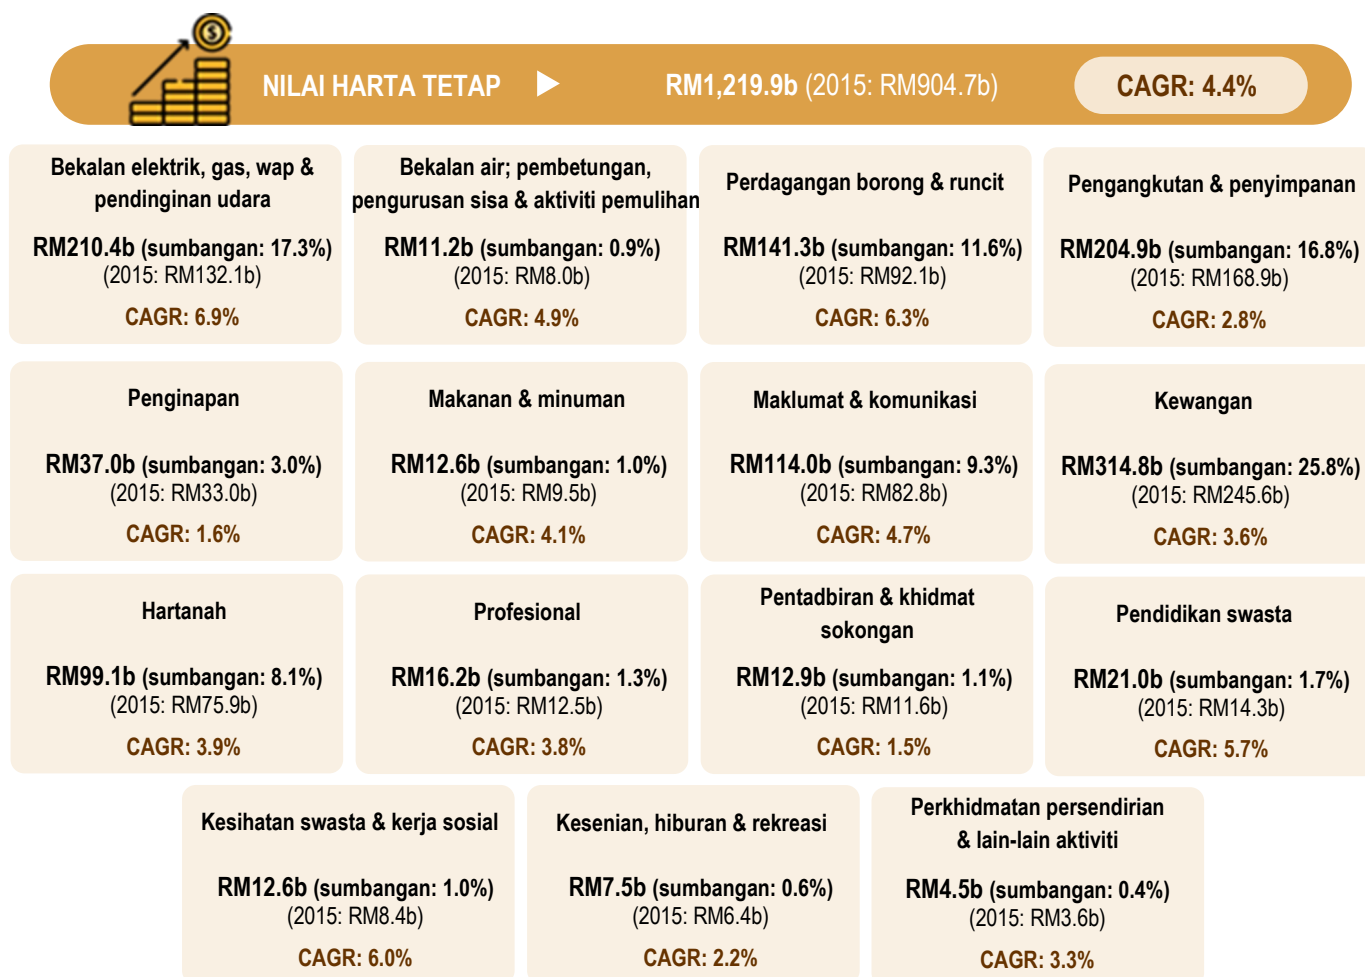 $
NILAI HARTA TETAP
RM1,219.9b (2015: RM904.7b)
CAGR: 4.4%
Bekalan elektrik, gas, wap &
pendinginan udara
RM210.4b (sumbangan: 17.3%)
(2015: RM132.1b)
CAGR: 6.9%
Bekalan air; pembetungan,
pengurusan sisa & aktiviti pemulihan
RM11.2b (sumbangan: 0.9%)
(2015: RM8.0b)
CAGR: 4.9%
Perdagangan borong & runcit
RM141.3b (sumbangan: 11.6%)
(2015: RM92.1b)
CAGR: 6.3%
Pengangkutan & penyimpanan
RM204.9b (sumbangan: 16.8%)
(2015: RM168.9b)
CAGR: 2.8%
Penginapan
RM37.0b (sumbangan: 3.0%)
(2015: RM33.0b)
CAGR: 1.6%
Makanan & minuman
RM12.6b (sumbangan: 1.0%)
(2015: RM9.5b)
CAGR: 4.1%
Maklumat & komunikasi
RM114.0b (sumbangan: 9.3%)
(2015: RM82.8b)
CAGR: 4.7%
Kewangan
RM314.8b (sumbangan: 25.8%)
(2015: RM245.6b)
CAGR: 3.6%
Hartanah
RM99.1b (sumbangan: 8.1%)
(2015: RM75.9b)
CAGR: 3.9%
Profesional
RM16.2b (sumbangan: 1.3%)
(2015: RM12.5b)
CAGR: 3.8%
Pentadbiran & khidmat
sokongan
RM12.9b (sumbangan: 1.1%)
(2015: RM11.6b)
CAGR: 1.5%
Pendidikan swasta
RM21.0b (sumbangan: 1.7%)
(2015: RM14.3b)
CAGR: 5.7%
Kesihatan swasta & kerja sosial
RM12.6b (sumbangan: 1.0%)
(2015: RM8.4b)
CAGR: 6.0%
Kesenian, hiburan & rekreasi
RM7.5b (sumbangan: 0.6%)
(2015: RM6.4b)
CAGR: 2.2%
Perkhidmatan persendirian
& lain-lain aktiviti
RM4.5b (sumbangan: 0.4%)
(2015: RM3.6b)
CAGR: 3.3%